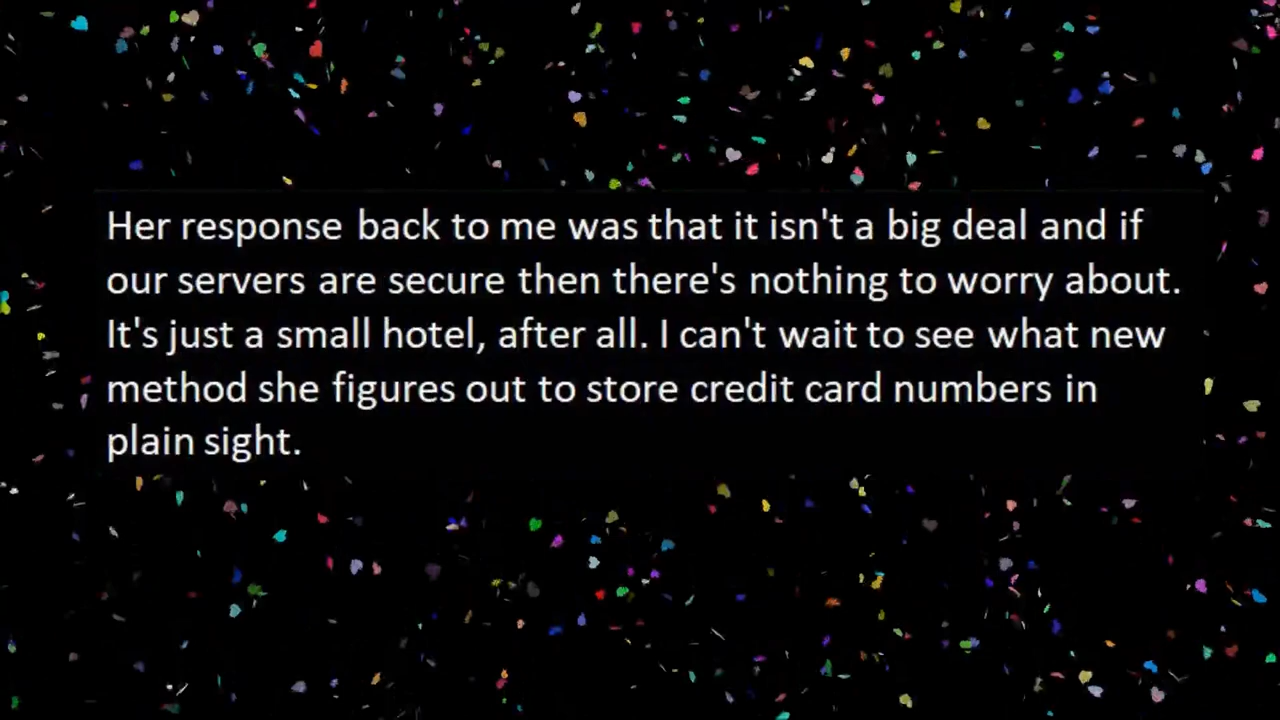 Her response back to me was that it isn't a big deal and if
our servers are secure then there's nothing to worry about.
It's just a small hotel, after all. I can't wait to see what new
method she figures out to store credit card numbers in
plain sight.